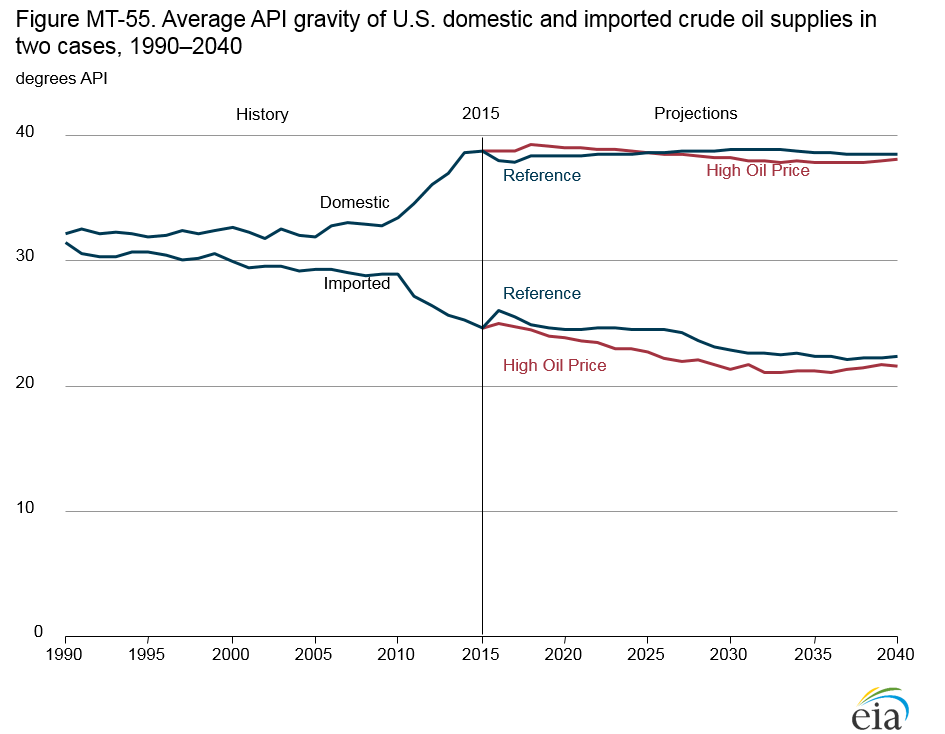 Figure MT-55. Average API gravity of U.S. domestic and imported crude oil supplies in
two cases, 1990–2040
degrees API
History 2015 Projections
40
Reference
High Oil Price
Domestic
30
Imported
Reference
High Oil Price
20
10
0
1990 1995 2000 2005 2010 2015 2020 2025 2030 2035 2040
eia